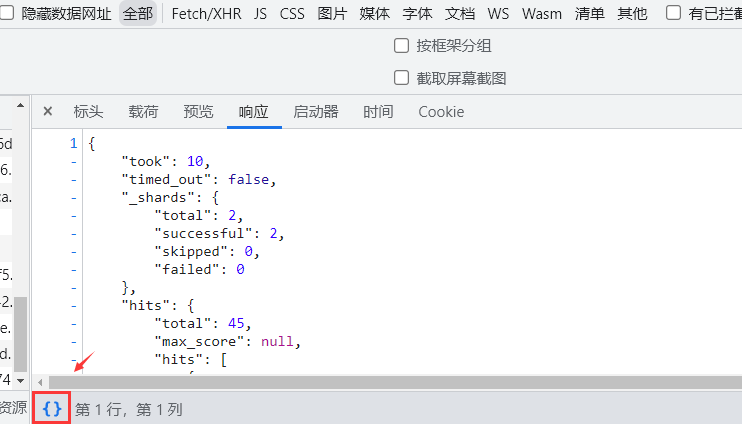 隐藏数据网址 全部 Fetch/XHR JS CSS 图片 媒体 字体 文档 WS Wasm 清单 其他 有已拦截
按框架分组
截取屏幕截图
× 标头 载荷 预览 响应 启动器 时间 Cookie
1 {
- "took": 10,
- "timed_out": false,
- "_shards": {
- "total": 2,
- "successful": 2,
- "skipped": 0,
- "failed": 0
- },
- "hits": {
- "total": 45,
- "max_score": null,
- "hits": [
6d
6.
ca.
f5.
42.
e.
d.
74
资源 {} 第 1 行，第 1 列